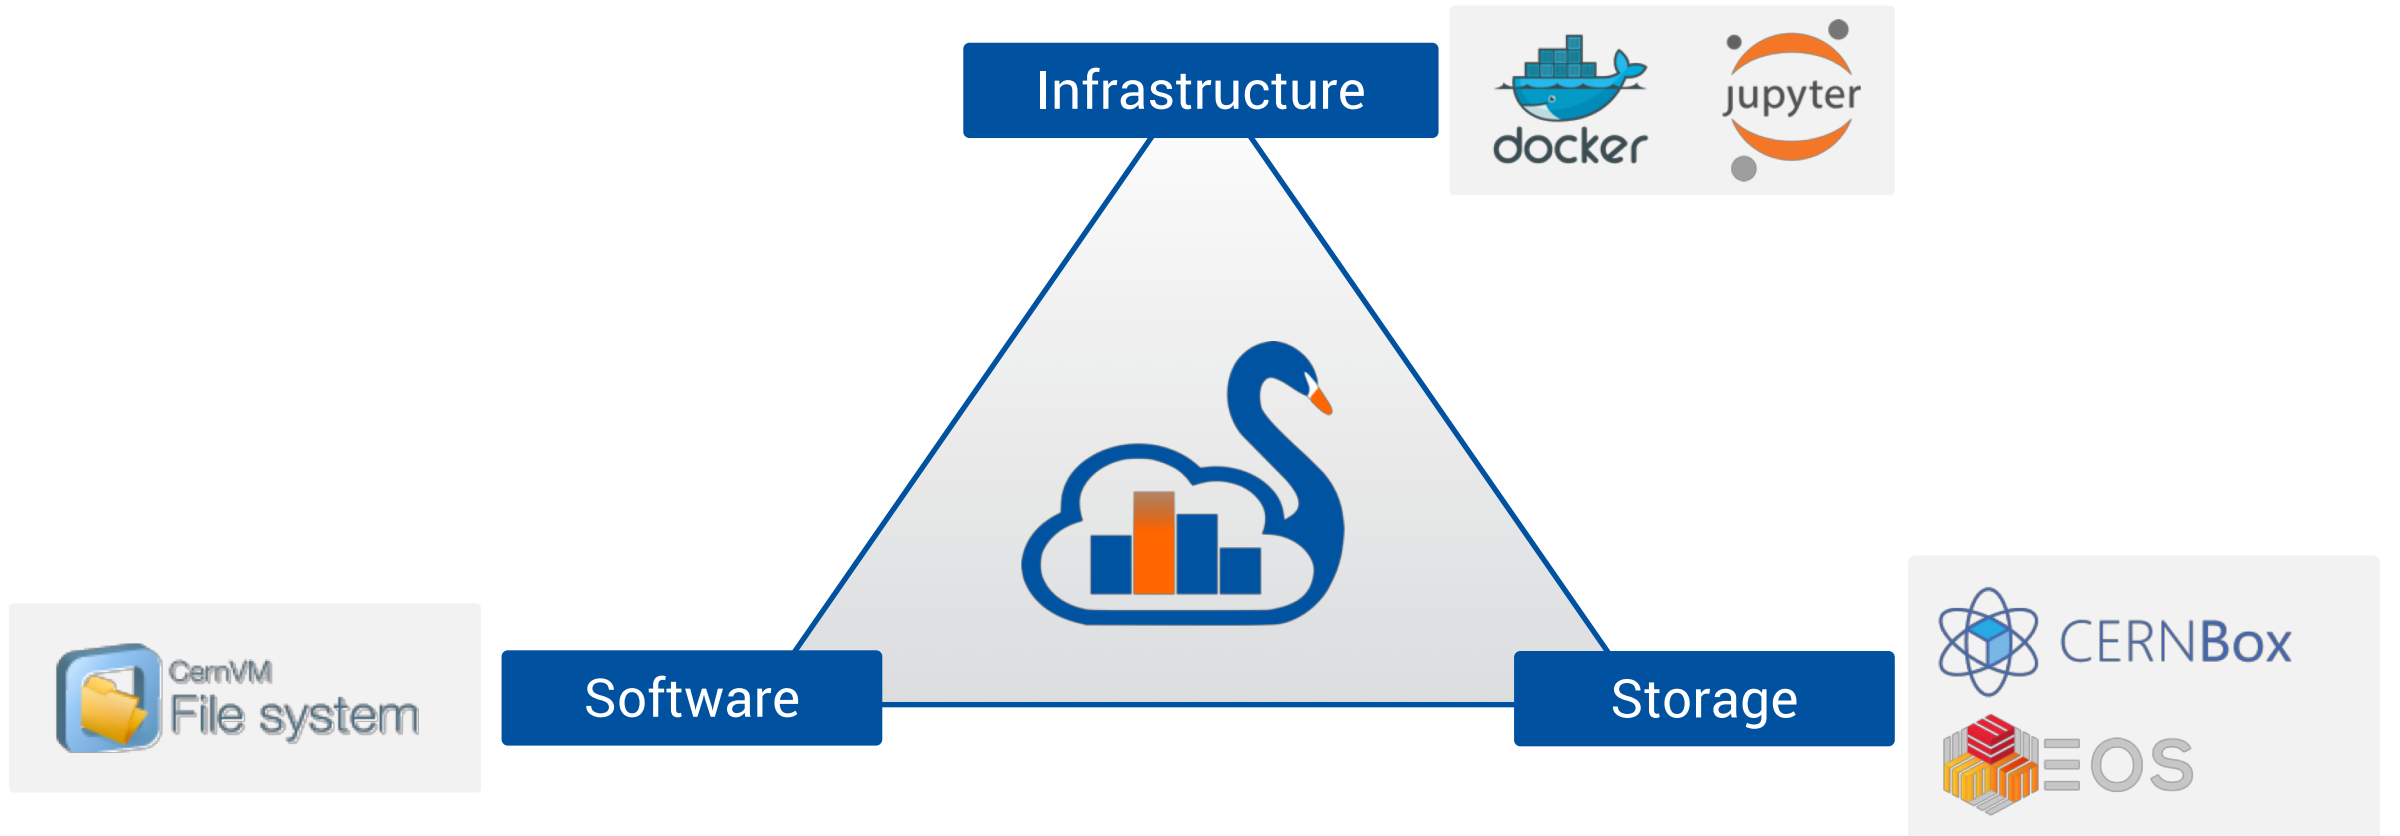 Infrastructure
docker
jupyter
CernVM
File system
Software
Storage
CERNBox
EOS